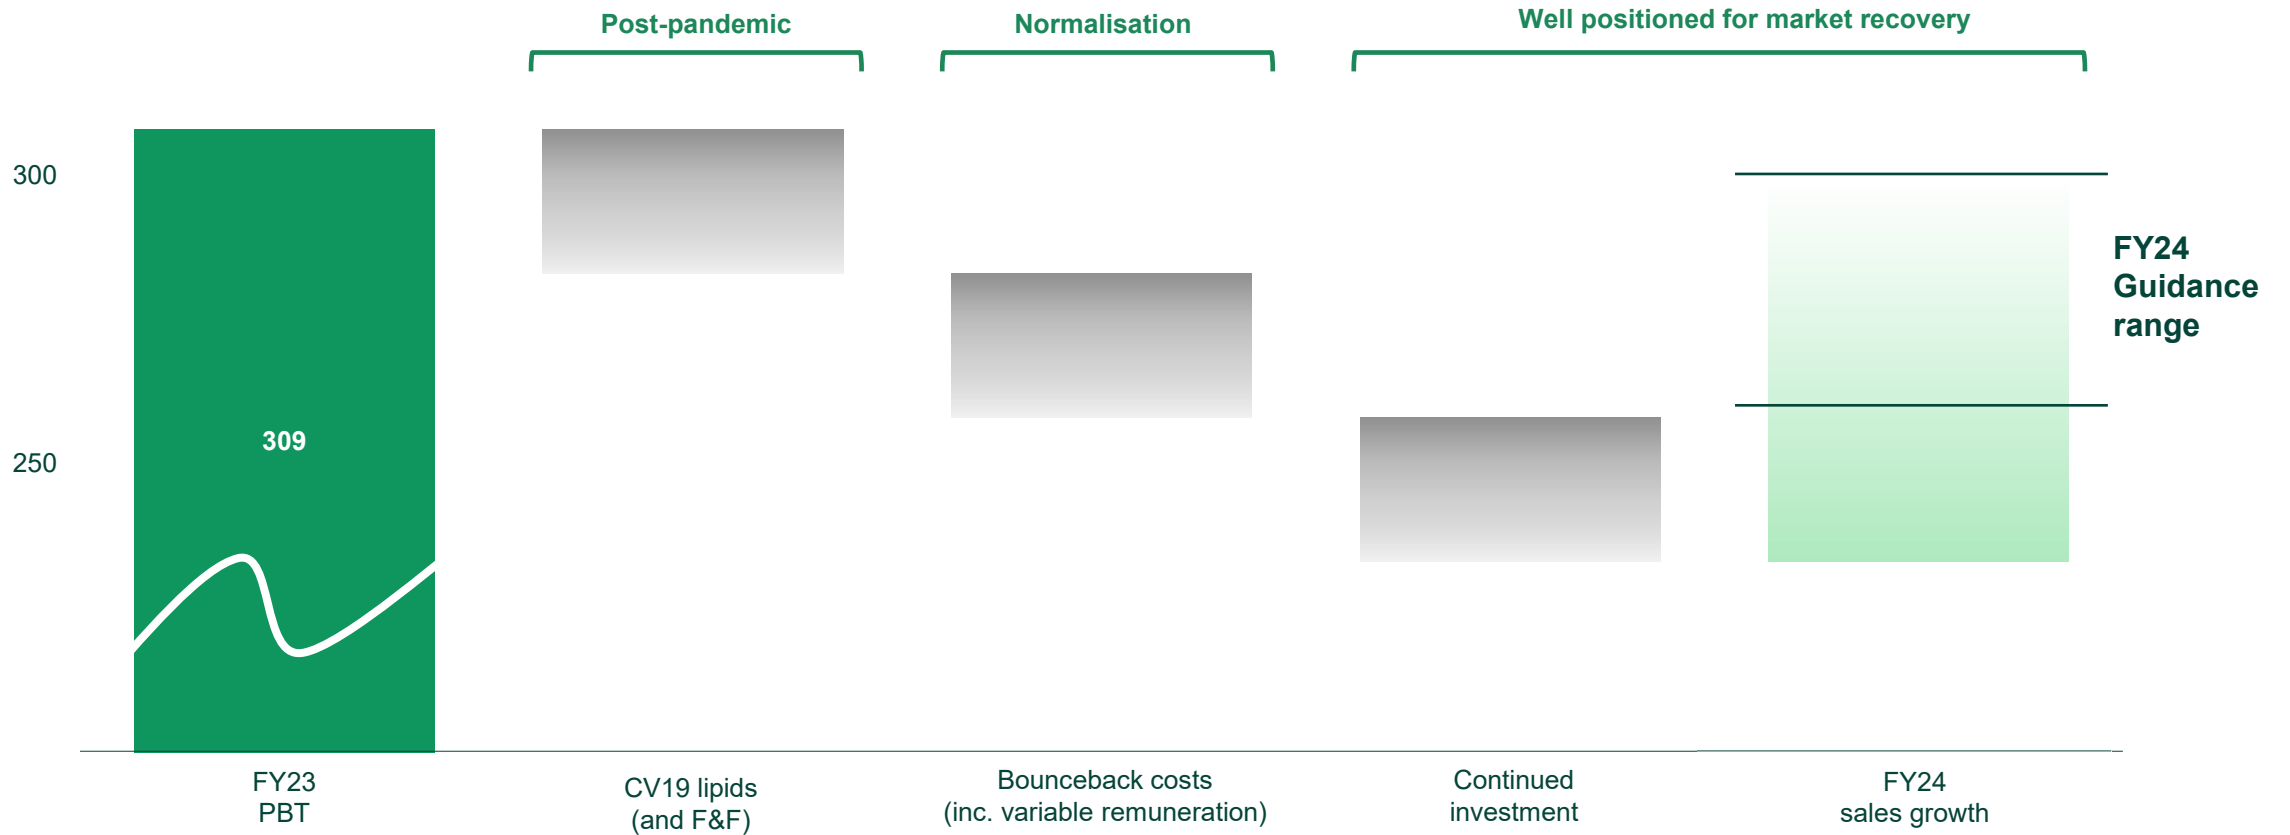 Post-pandemic
Normalisation
Well positioned for market recovery
300
250
309
FY24
Guidance
range
FY23
PBT
CV19 lipids
(and F&F)
Bounceback costs
(inc. variable remuneration)
Continued
investment
FY24
sales growth